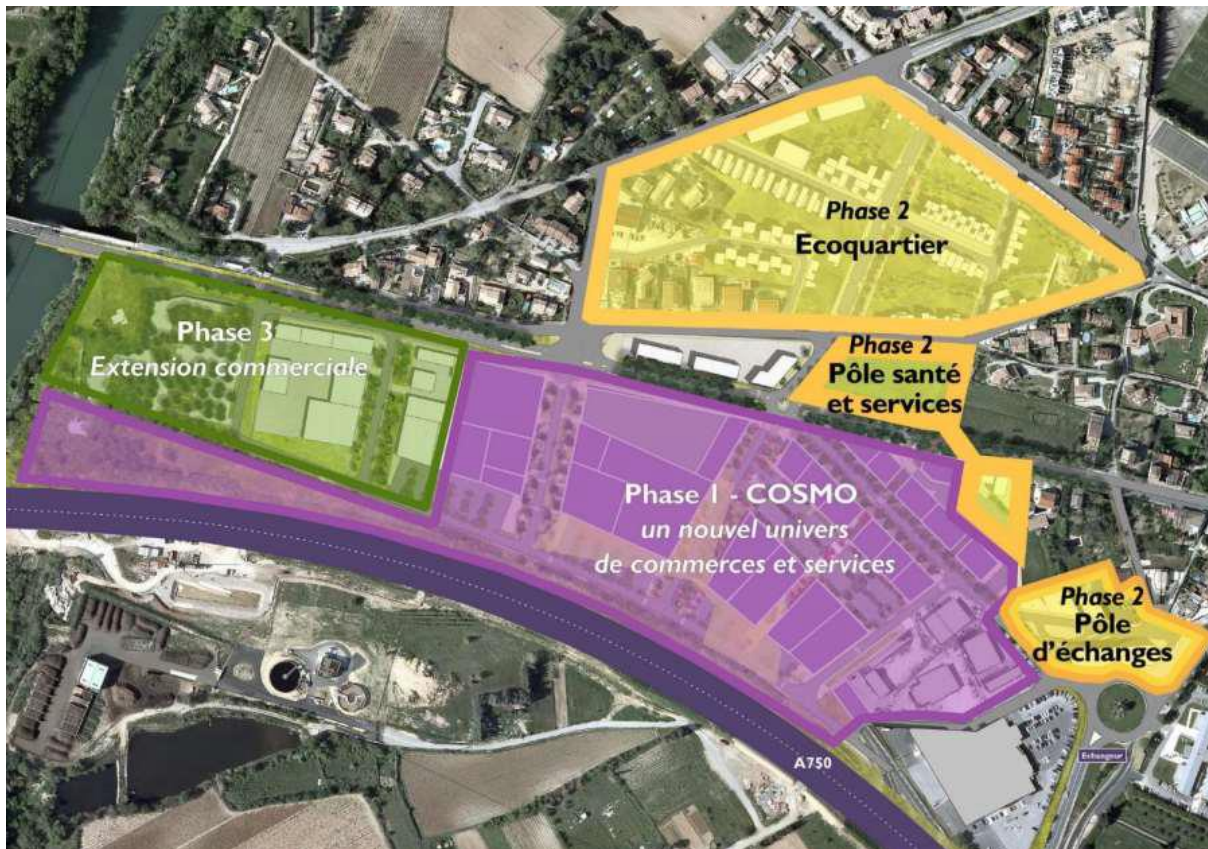 Phase 2
Ecoquartier
Phase 3
Extension commerciale
Phase 2
Pôle santé
et services
Phase 1 - COSMO
un nouvel univers
de commerces et services
Phase 2
Pôle
d'échanges
A750
Echangeur